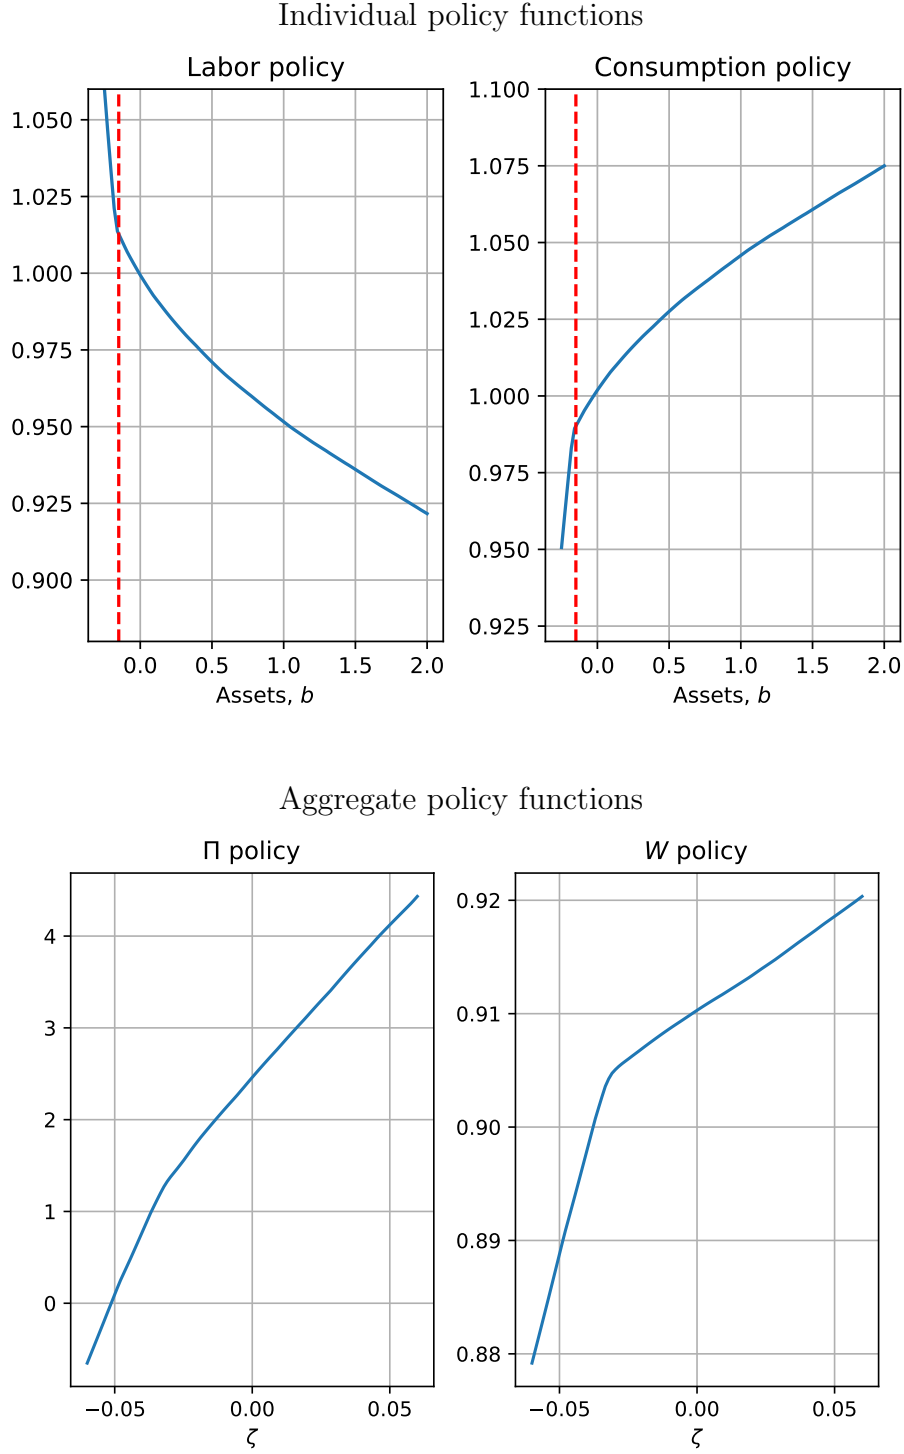 Individual policy functions
Labor policy
1.050
1.025
1.000
0.975
0.950
0.925
0.900
0.0 0.5 1.0 1.5 2.0
Assets, b
Consumption policy
1.100
1.075
1.050
1.025
1.000
0.975
0.950
0.925
0.0 0.5 1.0 1.5 2.0
Assets, b
Aggregate policy functions
Π policy
4
3
2
1
0
−0.05 0.00 0.05
ζ
W policy
0.92
0.91
0.90
0.89
0.88
−0.05 0.00 0.05
ζ